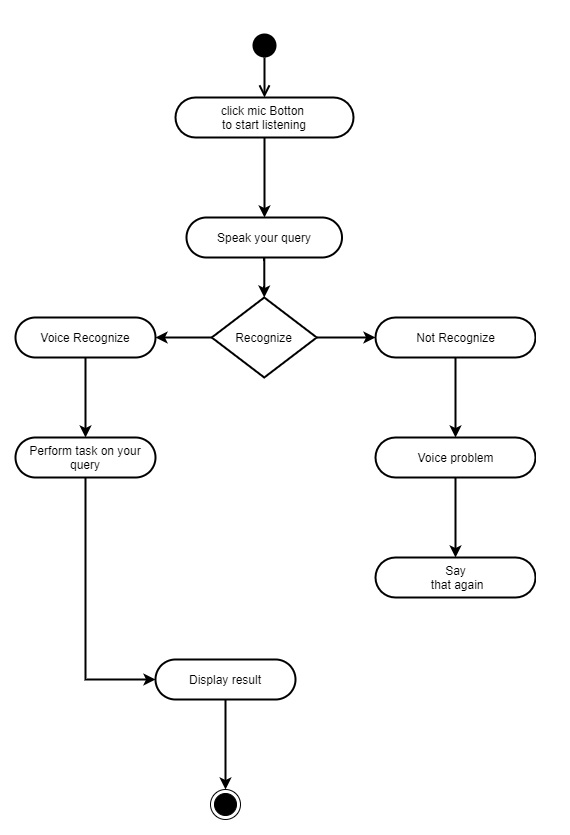 click mic Botton
to start listening
Speak your query
Voice Recognize
Recognize
Not Recognize
Perform task on your
query
Voice problem
Say
that again
Display result